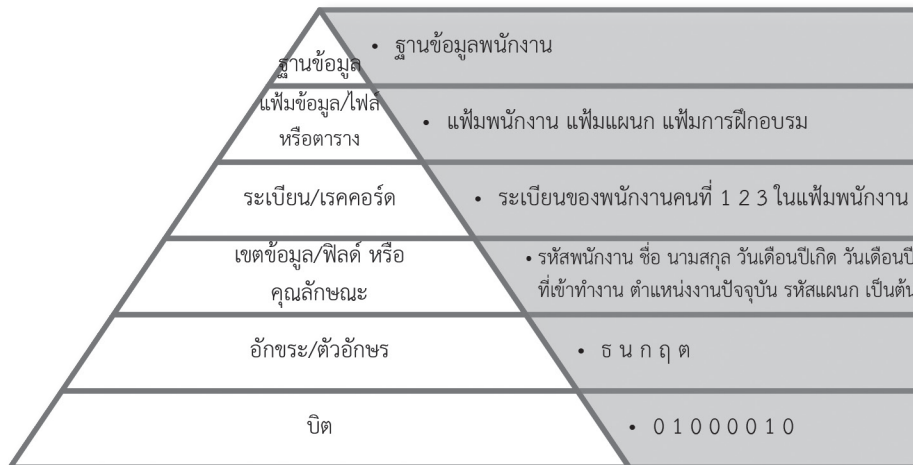 ฐานข้อมูล
• ฐานข้อมูลพนักงาน
แฟ้มข้อมูล/ไฟล์
หรือตาราง
• แฟ้มพนักงาน แฟ้มแผนก แฟ้มการฝึกอบรม
ระเบียน/เรคคอร์ด
• ระเบียนของพนักงานคนที่ 1 2 3 ในแฟ้มพนักงาน
เขตข้อมูล/ฟิลด์ หรือ
คุณลักษณะ
• รหัสพนักงาน ชื่อ นามสกุล วันเดือนปีเกิด วันเดือนปี
ที่เข้าทำงาน ตำแหน่งงานปัจจุบัน รหัสแผนก เป็นต้น
อักขระ/ตัวอักษร
• ธ น ก ฤ ต
บิต
• 0 1 0 0 0 0 1 0